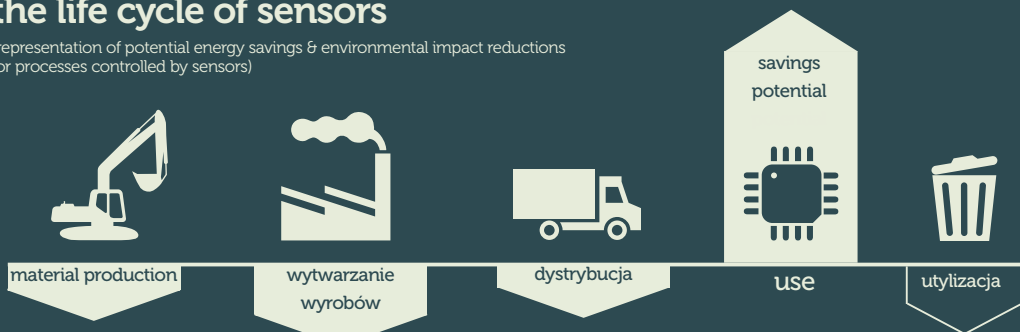 the life cycle of sensors
representation of potential energy savings & environmental impact reductions
or processes controlled by sensors)
savings
potential
material production
wytwarzanie
wyrobów
dystrybucja
use
utylizacja